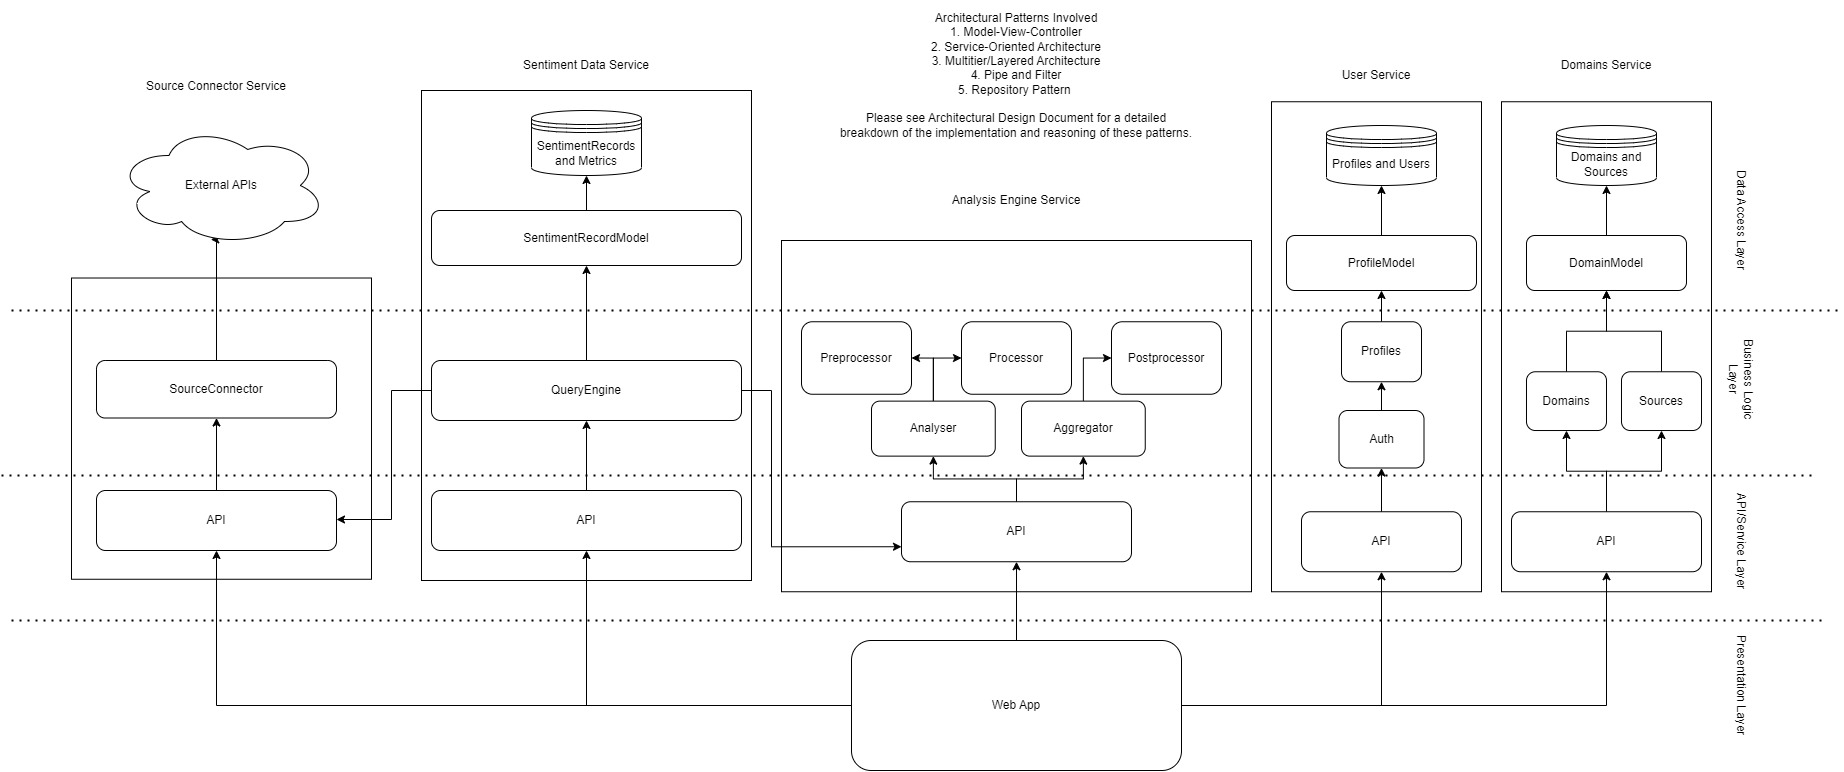 Architectural Patterns Involved
1. Model-View-Controller
2. Service-Oriented Architecture
3. Multitier/Layered Architecture
4. Pipe and Filter
5. Repository Pattern
Please see Architectural Design Document for a detailed
breakdown of the implementation and reasoning of these patterns.
Source Connector Service
Sentiment Data Service
Analysis Engine Service
User Service
Domains Service
External APIs
SentimentRecords
and Metrics
Profiles and Users
Domains and
Sources
Data Access Layer
SentimentRecordModel
ProfileModel
DomainModel
SourceConnector
QueryEngine
Preprocessor
Processor
Postprocessor
Analyser
Aggregator
Profiles
Auth
Domains
Sources
Business Logic
Layer
API
API
API
API
API
API/Service Layer
Web App
Presentation Layer